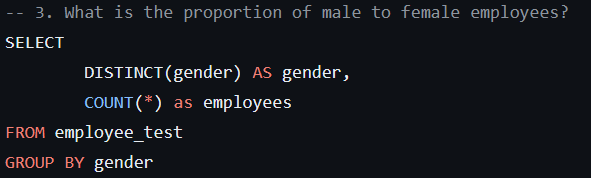 -- 3. What is the proportion of male to female employees?
SELECT
DISTINCT(gender) AS gender,
COUNT(*) as employees
FROM employee_test
GROUP BY gender